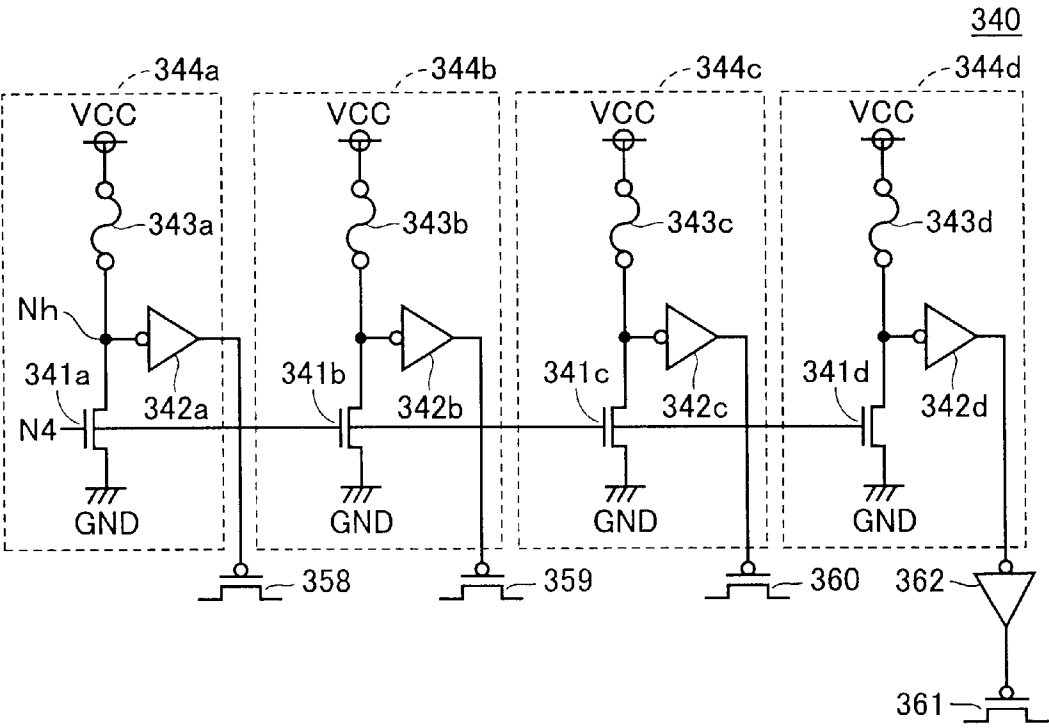 340
344a 344b 344c 344d
VCC VCC VCC VCC
343a 343b 343c 343d
Nh
341a 341b 341c 341d
342a 342b 342c 342d
N4
GND GND GND GND
358 359 360 362
361